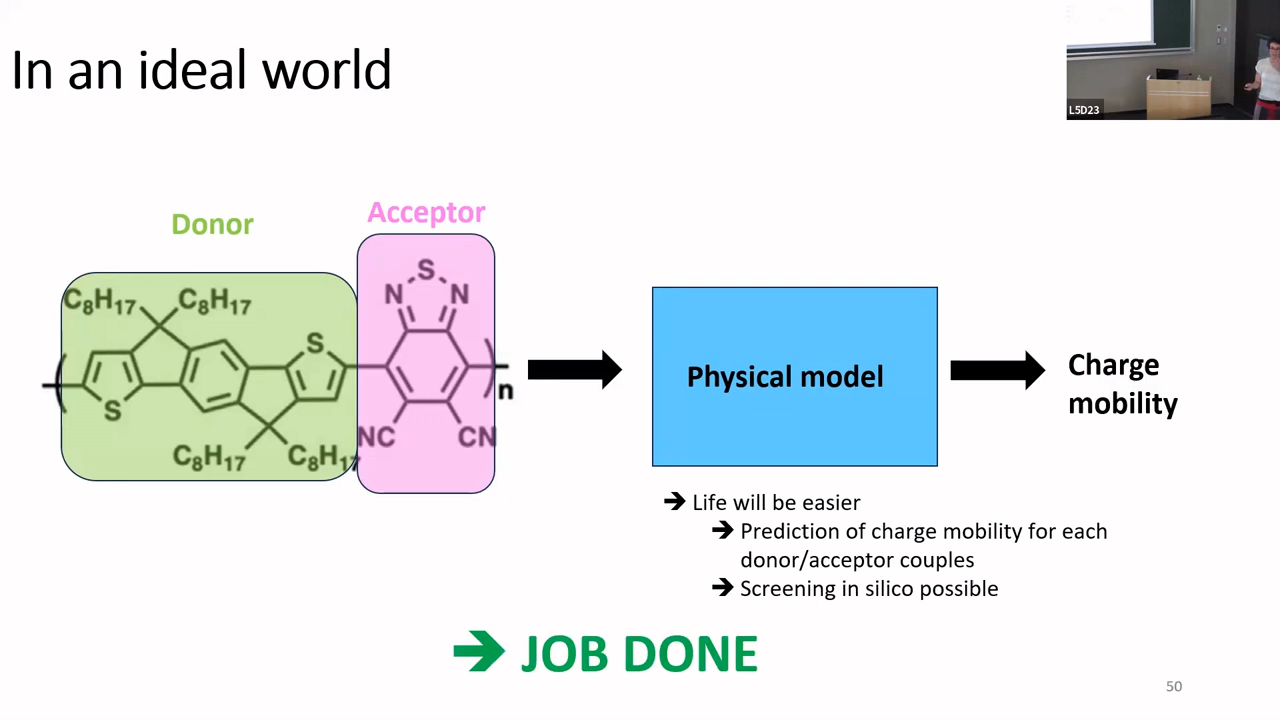 In an ideal world
L5D23
Donor
Acceptor
C8H17
C8H17
S
N
N
S
S
n
NC
CN
C8H17
C8H17
Physical model
Charge
mobility
➔ Life will be easier
➔ Prediction of charge mobility for each
donor/acceptor couples
➔ Screening in silico possible
➔ JOB DONE
50